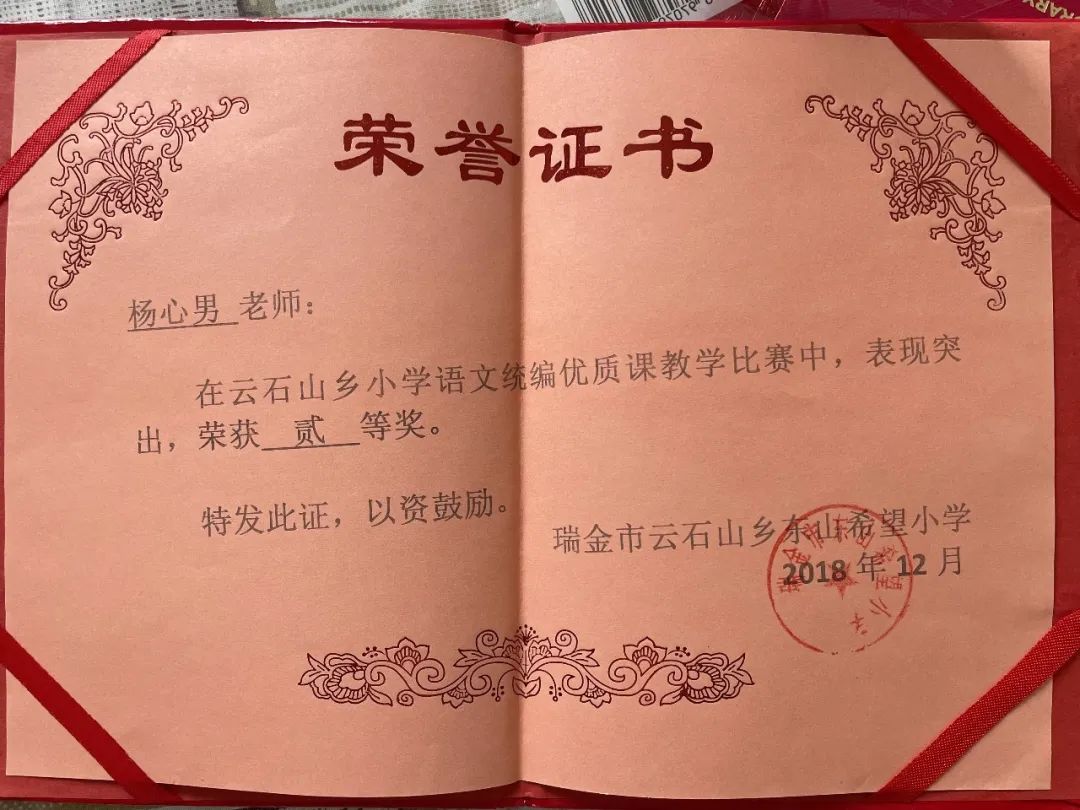 荣誉证书
杨心男 老师：
在云石山乡小学语文统编优质课教学比赛中，表现突
出，荣获 贰 等奖。
特发此证，以资鼓励。
瑞金市云石山乡东山希望小学
2018 年 12 月